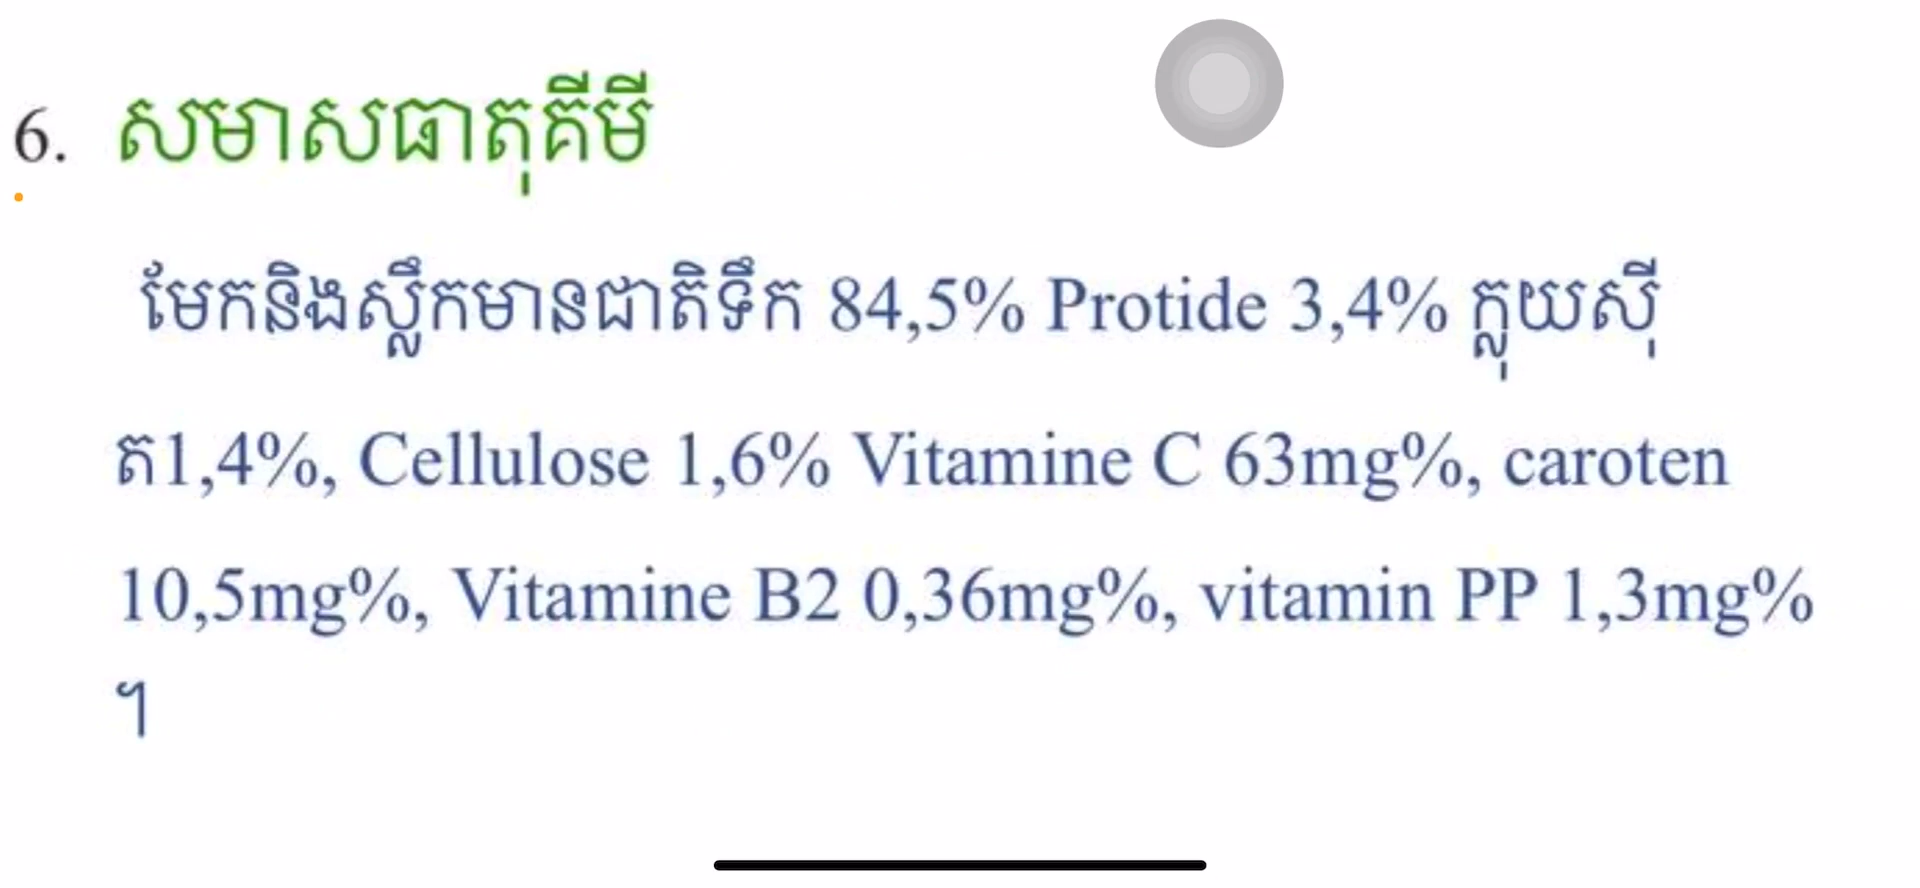 6. សមាសធាតុគីមី
មែកនិងស្លឹកមានជាតិទឹក 84,5% Protide 3,4% ក្លុយស៊ី
ត1,4%, Cellulose 1,6% Vitamine C 63mg%, caroten
10,5mg%, Vitamine B2 0,36mg%, vitamin PP 1,3mg%
។